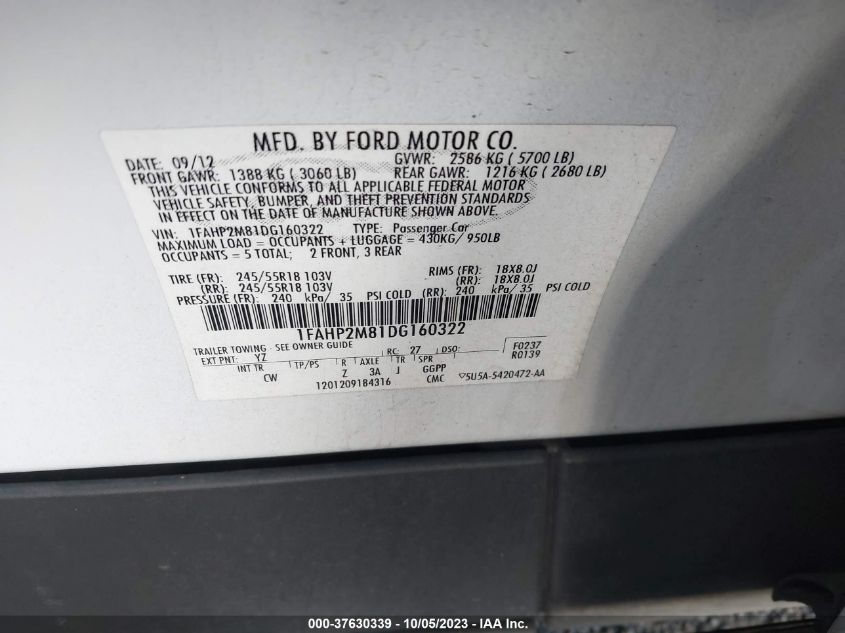 MFD. BY FORD MOTOR CO.
DATE: 09/12 GVWR: 2586 KG ( 5700 LB)
FRONT GAWR: 1388 KG ( 3060 LB) REAR GAWR: 1216 KG ( 2680 LB)
THIS VEHICLE CONFORMS TO ALL APPLICABLE FEDERAL MOTOR
VEHICLE SAFETY, BUMPER, AND THEFT PREVENTION STANDARDS
IN EFFECT ON THE DATE OF MANUFACTURE SHOWN ABOVE.
VIN: 1FAHP2M81DG160322 TYPE: Passenger Car
MAXIMUM LOAD = OCCUPANTS + LUGGAGE = 430KG/ 950LB
OCCUPANTS = 5 TOTAL; 2 FRONT, 3 REAR
TIRE (FR): 245/55R18 103V RIMS (FR): 18X8.0J
(RR): 245/55R18 103V (RR): 18X8.0J
PRESSURE (FR): 240 kPa/ 35 PSI COLD (RR): 240 kPa/ 35 PSI COLD
1FAHP2M81DG160322
TRAILER TOWING - SEE OWNER GUIDE
EXT PNT: YZ RC: 27 DSO: F0237
R0139
INT TR TP/PS R AXLE TR SPR
CW Z 3A J GGPP
1201209184316 CMC ▽5U5A-5420472-AA
000-37630339 - 10/05/2023 - IAA Inc.